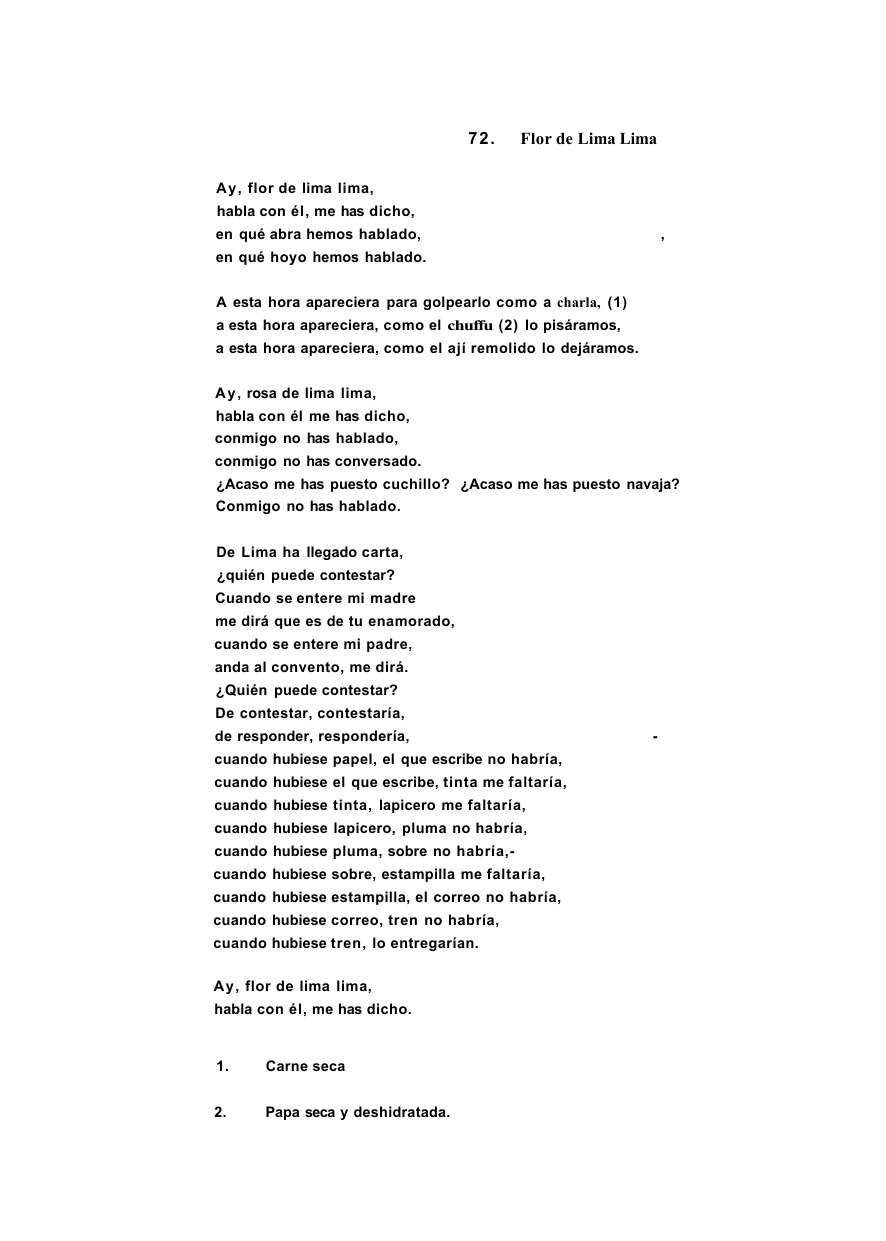 72. Flor de Lima Lima
Ay, flor de lima lima,
habla con él, me has dicho,
en qué abra hemos hablado, ,
en qué hoyo hemos hablado.
A esta hora apareciera para golpearlo como a charla, (1)
a esta hora apareciera, como el chuffu (2) lo pisáramos,
a esta hora apareciera, como el ají remolido lo dejáramos.
Ay, rosa de lima lima,
habla con él me has dicho,
conmigo no has hablado,
conmigo no has conversado.
¿Acaso me has puesto cuchillo? ¿Acaso me has puesto navaja?
Conmigo no has hablado.
De Lima ha llegado carta,
¿quién puede contestar?
Cuando se entere mi madre
me dirá que es de tu enamorado,
cuando se entere mi padre,
anda al convento, me dirá.
¿Quién puede contestar?
De contestar, contestaría,
de responder, respondería, -
cuando hubiese papel, el que escribe no habría,
cuando hubiese el que escribe, tinta me faltaría,
cuando hubiese tinta, lapicero me faltaría,
cuando hubiese lapicero, pluma no habría,
cuando hubiese pluma, sobre no habría,-
cuando hubiese sobre, estampilla me faltaría,
cuando hubiese estampilla, el correo no habría,
cuando hubiese correo, tren no habría,
cuando hubiese tren, lo entregarían.
Ay, flor de lima lima,
habla con él, me has dicho.
1. Carne seca
2. Papa seca y deshidratada.